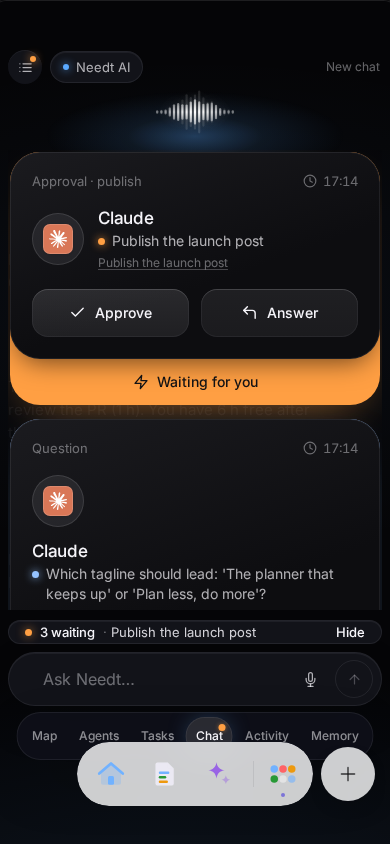 Needt AI
New chat
Approval · publish
17:14
Claude
Publish the launch post
Publish the launch post
Approve
Answer
Waiting for you
review the PR (1h). You have 6 h free after
Question
17:14
Claude
Which tagline should lead: 'The planner that
keeps up' or 'Plan less, do more'?
3 waiting · Publish the launch post
Hide
Ask Needt...
Map Agents Tasks Chat Activity Memory